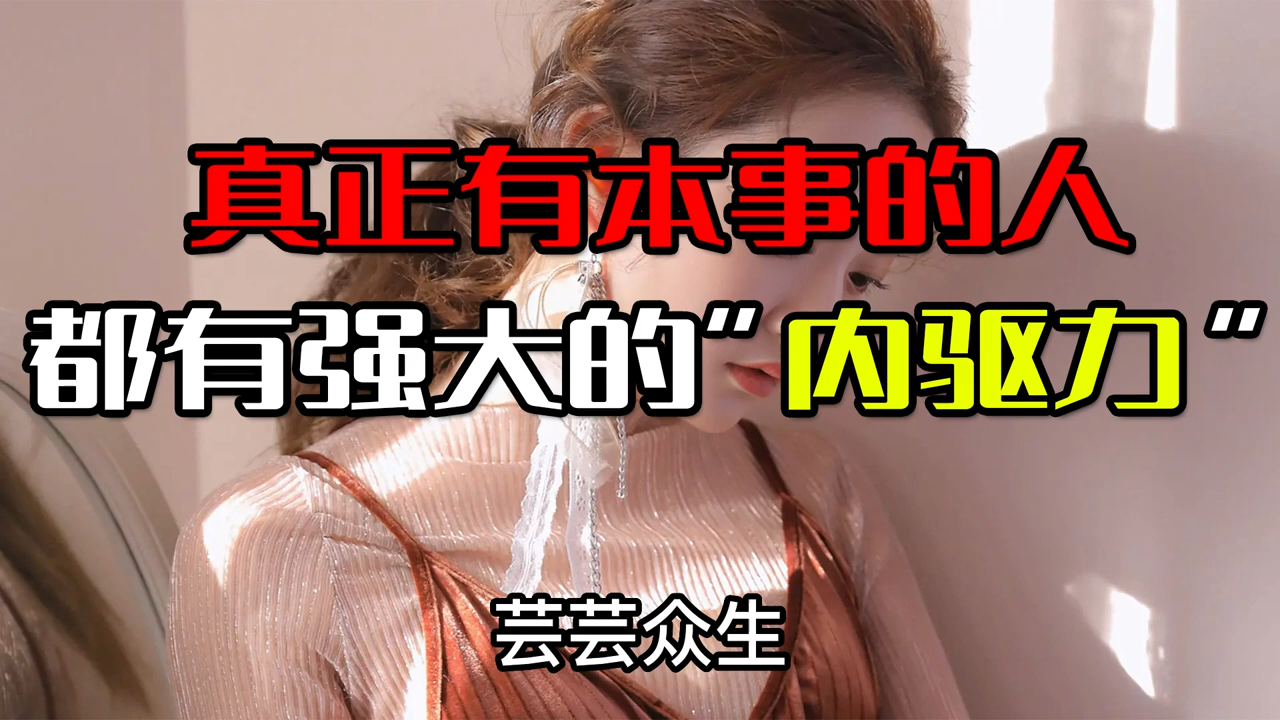 真正有本事的人
都有强大的"内驱力"
芸芸众生